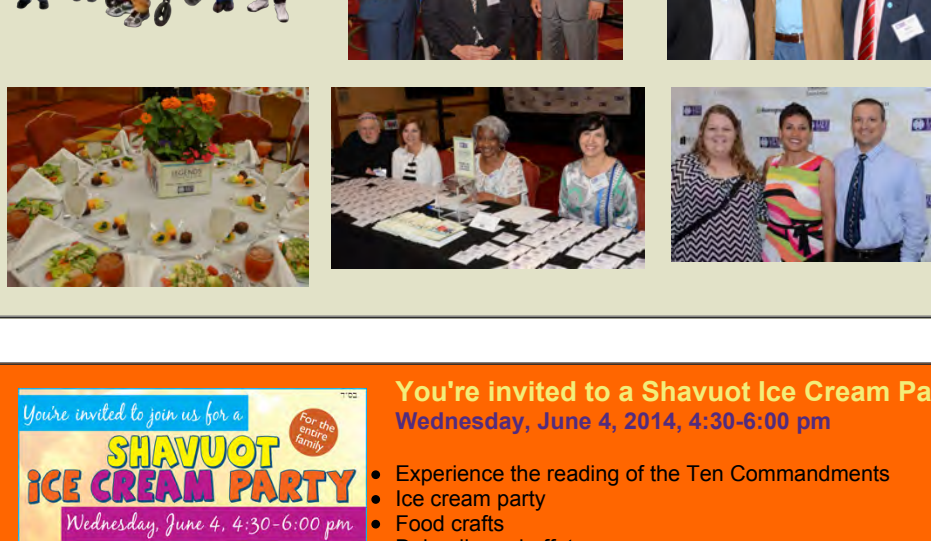 LEGENDS
בס"ד
You're invited to join us for a
For the
entire
family
SHAVUOT
ICE CREAM PARTY
Wednesday, June 4, 4:30-6:00 pm
You're invited to a Shavuot Ice Cream Pa
Wednesday, June 4, 2014, 4:30-6:00 pm
• Experience the reading of the Ten Commandments
• Ice cream party
• Food crafts